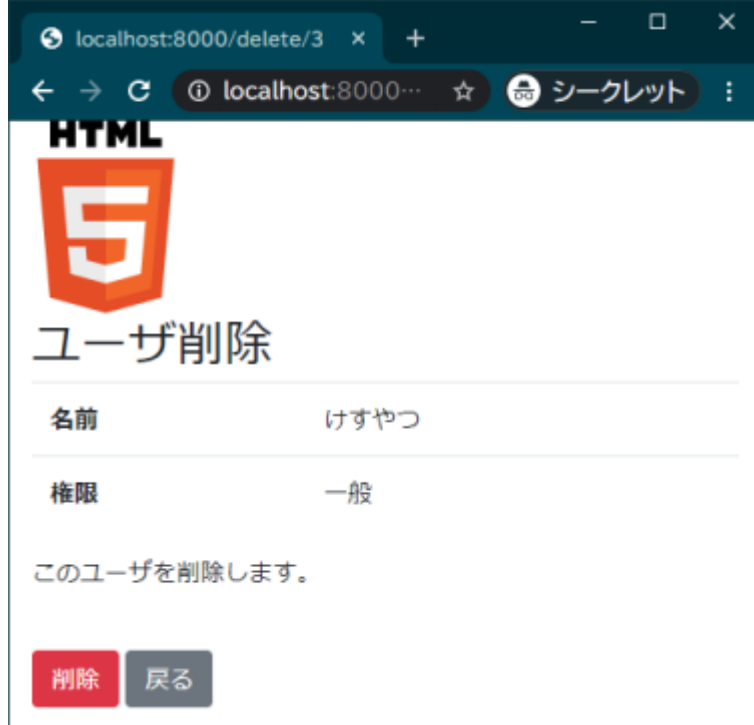 localhost:8000/delete/3
localhost:8000… シークレット
HTML
5
ユーザ削除
名前 けすやつ
権限 一般
このユーザを削除します。
削除 戻る